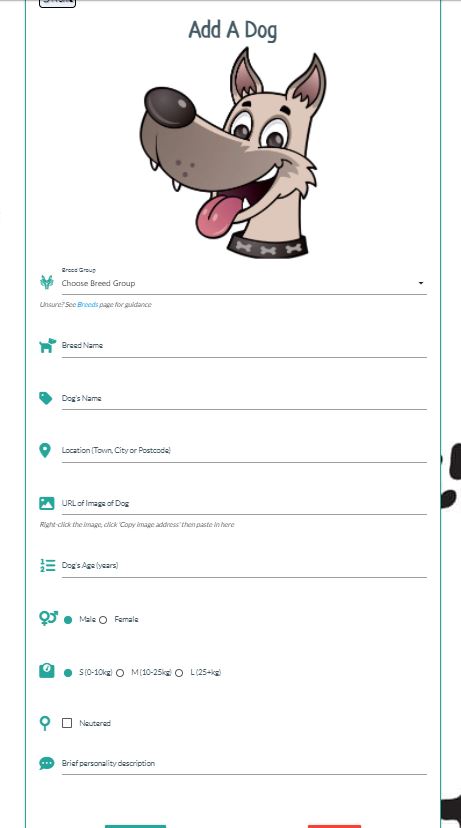 Add A Dog
Breed Group
Choose Breed Group
Unsure? See Breeds page for guidance
Breed Name
Dog's Name
Location (Town, City or Postcode)
URL of Image of Dog
Right-click the image, click 'Copy image address' then paste in here
Dog's Age (years)
Male Female
S (0-10kg) M (10-25kg) L (25+kg)
Neutered
Brief personality description